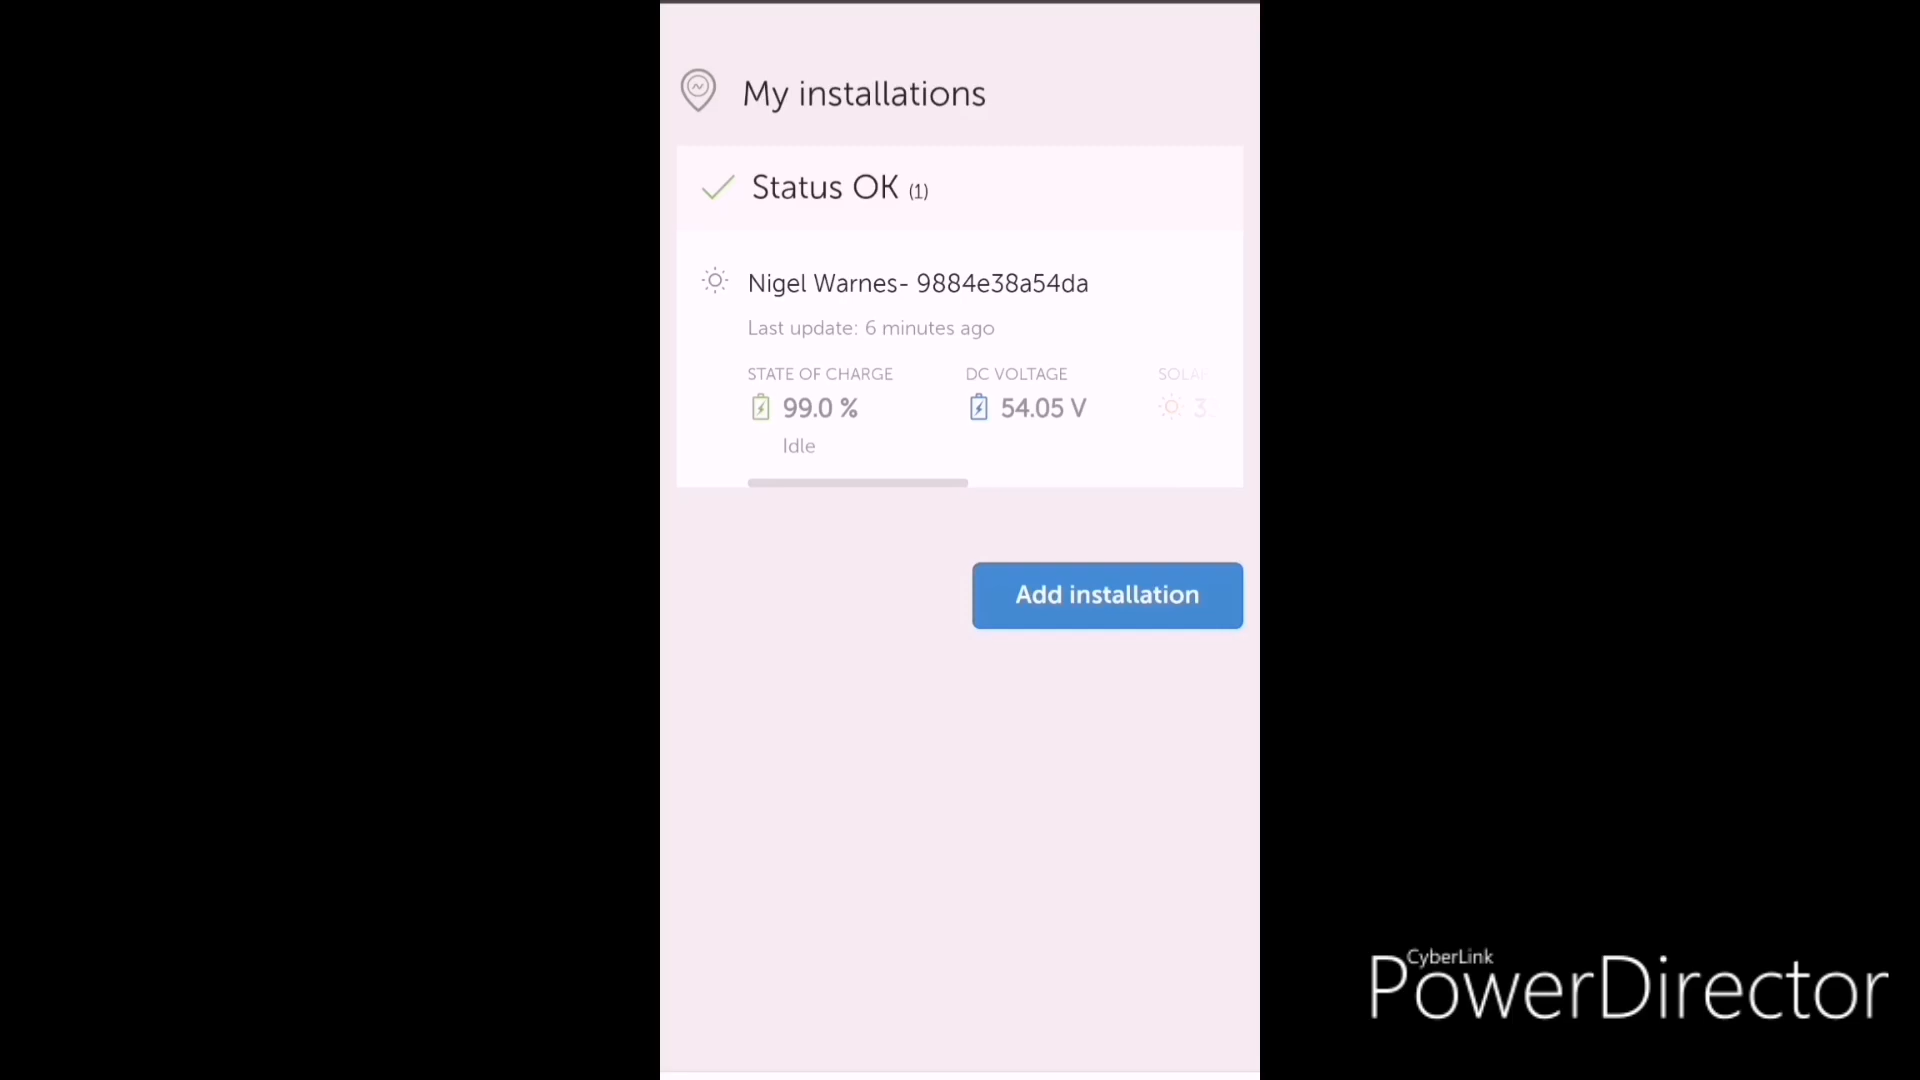 My installations
Status OK (1)
Nigel Warnes- 9884e38a54da
Last update: 6 minutes ago
STATE OF CHARGE DC VOLTAGE
99.0 % 54.05 V
Idle
Add installation
CyberLink
PowerDirector